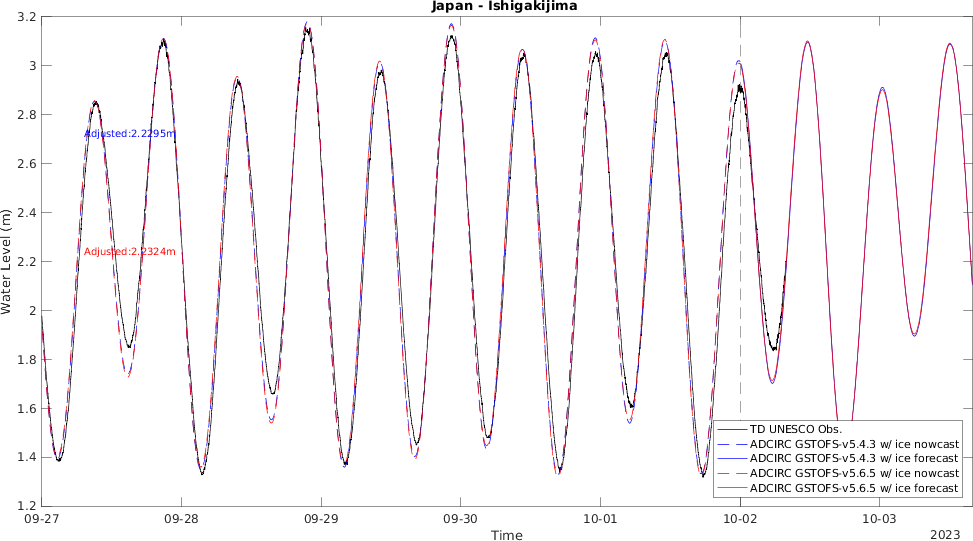 Japan - Ishigakijima
3.2
3
2.8
2.6
2.4
2.2
2
1.8
1.6
1.4
1.2
Water Level (m)
Adjusted:2.2295m
Adjusted:2.2324m
TD UNESCO Obs.
ADCIRC GSTOFS-v5.4.3 w/ ice nowcast
ADCIRC GSTOFS-v5.4.3 w/ ice forecast
ADCIRC GSTOFS-v5.6.5 w/ ice nowcast
ADCIRC GSTOFS-v5.6.5 w/ ice forecast
09-27 09-28 09-29 09-30 10-01 10-02 10-03
Time
2023